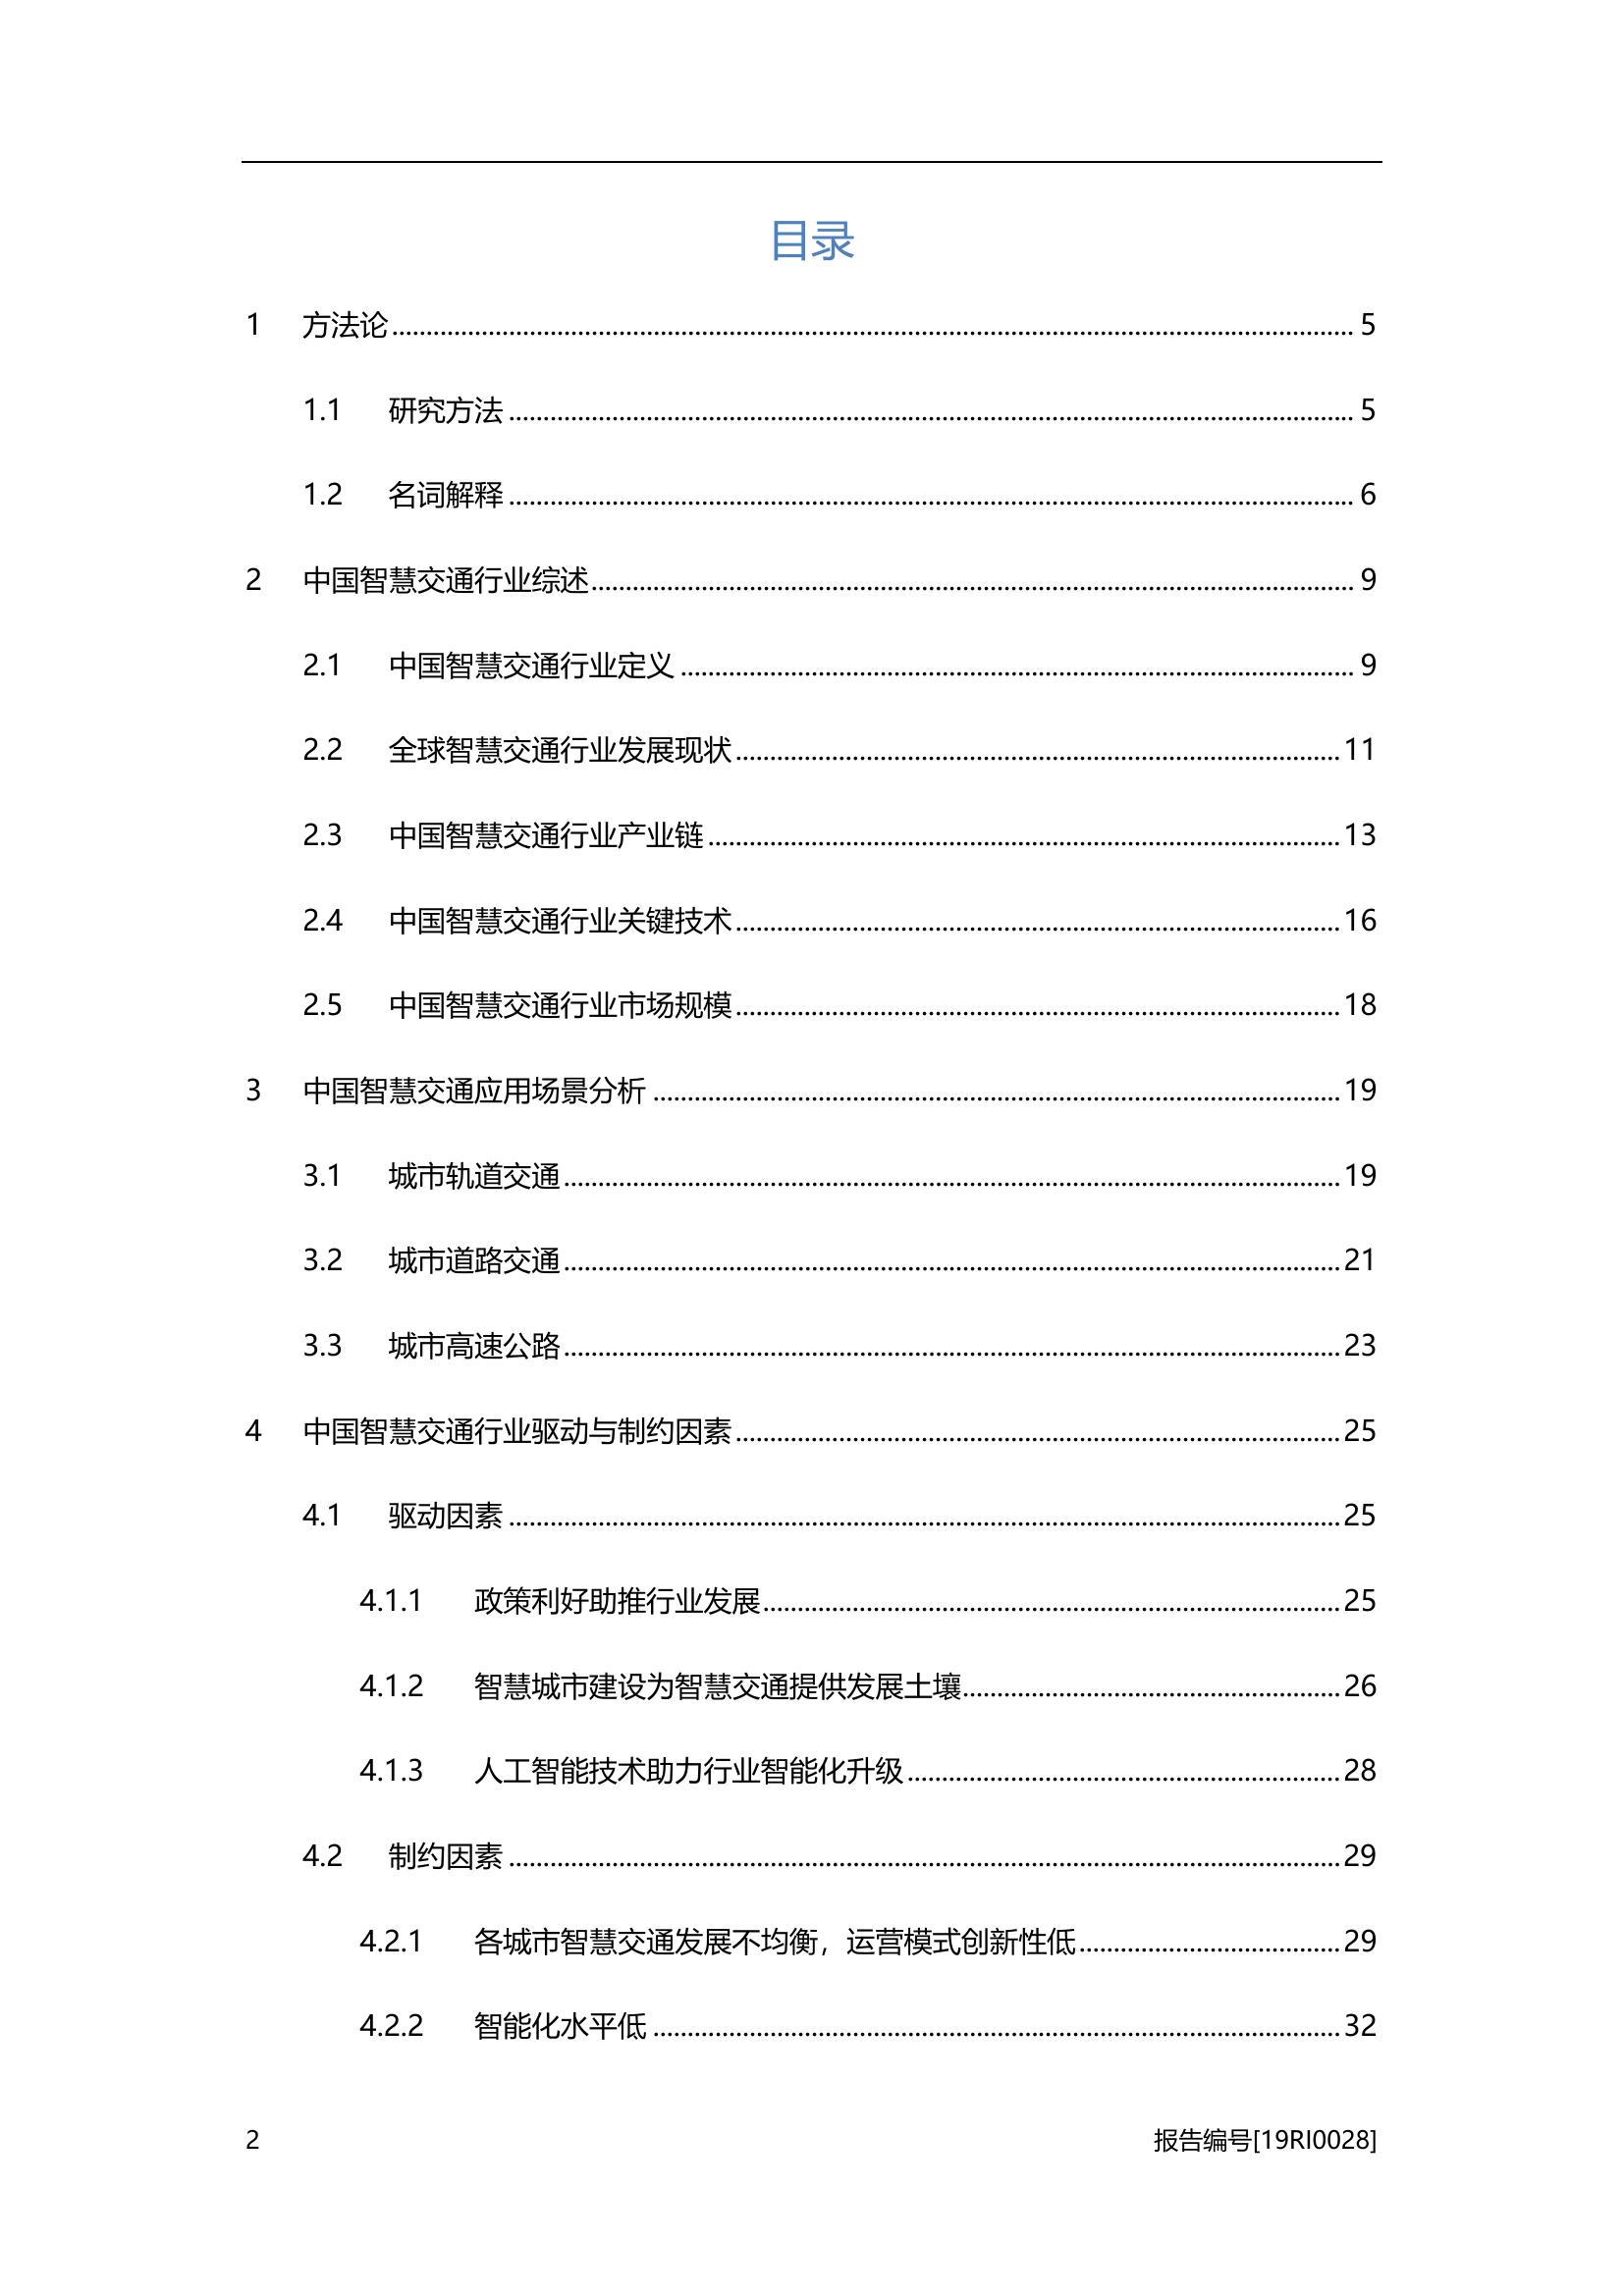 目录
1 方法论 ........ 5
1.1 研究方法 ........ 5
1.2 名词解释 ........ 6
2 中国智慧交通行业综述 ........ 9
2.1 中国智慧交通行业定义 ........ 9
2.2 全球智慧交通行业发展现状 ........ 11
2.3 中国智慧交通行业产业链 ........ 13
2.4 中国智慧交通行业关键技术 ........ 16
2.5 中国智慧交通行业市场规模 ........ 18
3 中国智慧交通应用场景分析 ........ 19
3.1 城市轨道交通 ........ 19
3.2 城市道路交通 ........ 21
3.3 城市高速公路 ........ 23
4 中国智慧交通行业驱动与制约因素 ........ 25
4.1 驱动因素 ........ 25
4.1.1 政策利好助推行业发展 ........ 25
4.1.2 智慧城市建设为智慧交通提供发展土壤 ........ 26
4.1.3 人工智能技术助力行业智能化升级 ........ 28
4.2 制约因素 ........ 29
4.2.1 各城市智慧交通发展不均衡，运营模式创新性低 ........ 29
4.2.2 智能化水平低 ........ 32
2 报告编号[19RI0028]